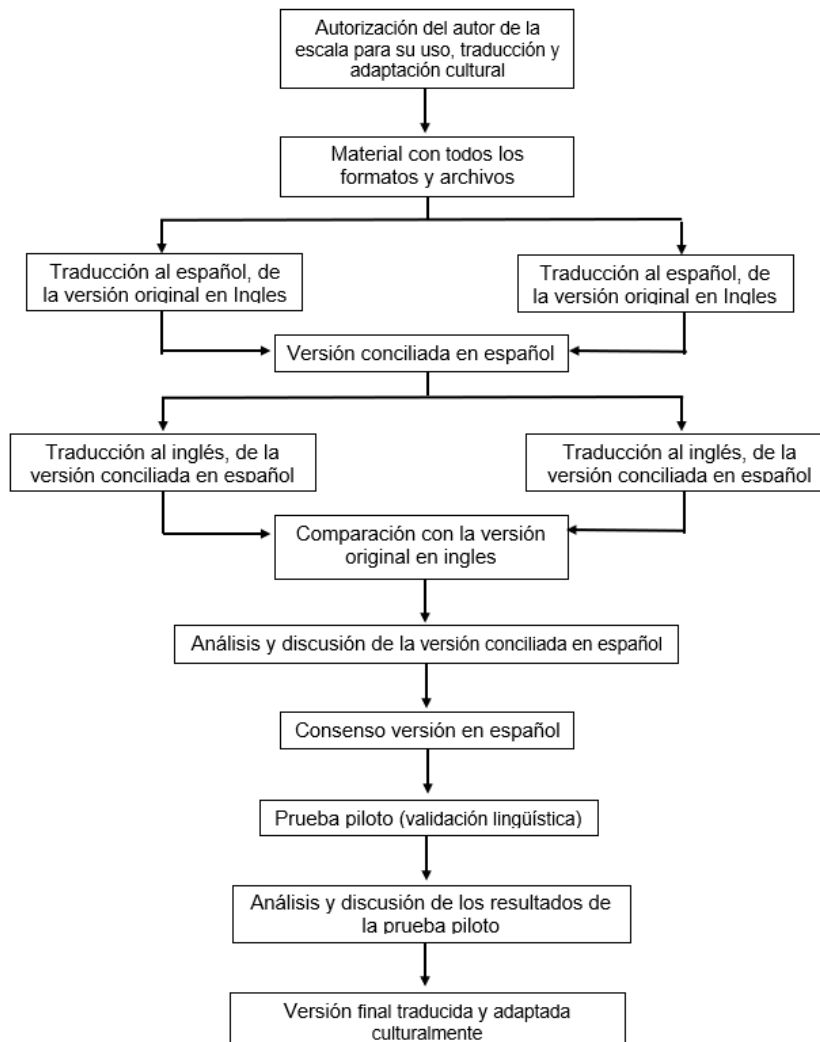 Autorización del autor de la
escala para su uso, traducción y
adaptación cultural
Material con todos los
formatos y archivos
Traducción al español, de
la versión original en Ingles
Traducción al español, de
la versión original en Ingles
Versión conciliada en español
Traducción al inglés, de la
versión conciliada en español
Traducción al inglés, de la
versión conciliada en español
Comparación con la versión
original en ingles
Análisis y discusión de la versión conciliada en español
Consenso versión en español
Prueba piloto (validación lingüística)
Análisis y discusión de los resultados de
la prueba piloto
Versión final traducida y adaptada
culturalmente